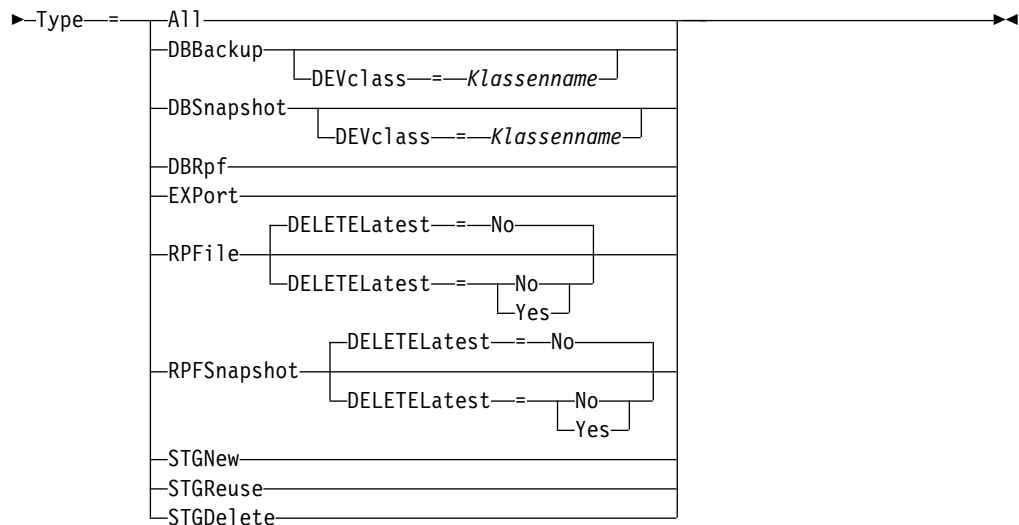 Type = All
DBBackup
DEVclass = Klassenname
DBSnapshot
DEVclass = Klassenname
DBRpf
EXPort
DELETELatest = No
RPFile
DELETELatest = No
Yes
DELETELatest = No
RPFSnapshot
DELETELatest = No
Yes
STGNew
STGReuse
STGDelete